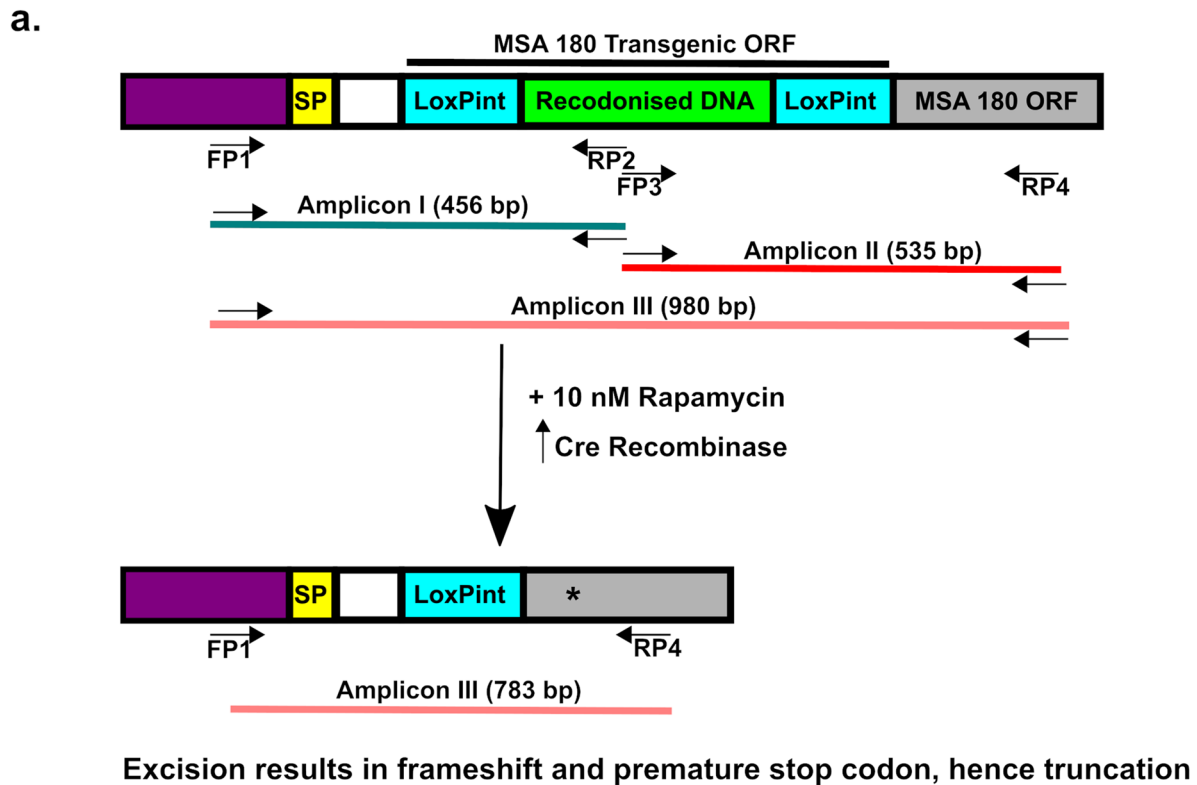 a.
MSA 180 Transgenic ORF
SP LoxPint Recodonised DNA LoxPint MSA 180 ORF
FP1 RP2
FP3 RP4
Amplicon I (456 bp)
Amplicon II (535 bp)
Amplicon III (980 bp)
+ 10 nM Rapamycin
Cre Recombinase
SP LoxPint *
FP1 RP4
Amplicon III (783 bp)
Excision results in frameshift and premature stop codon, hence truncation